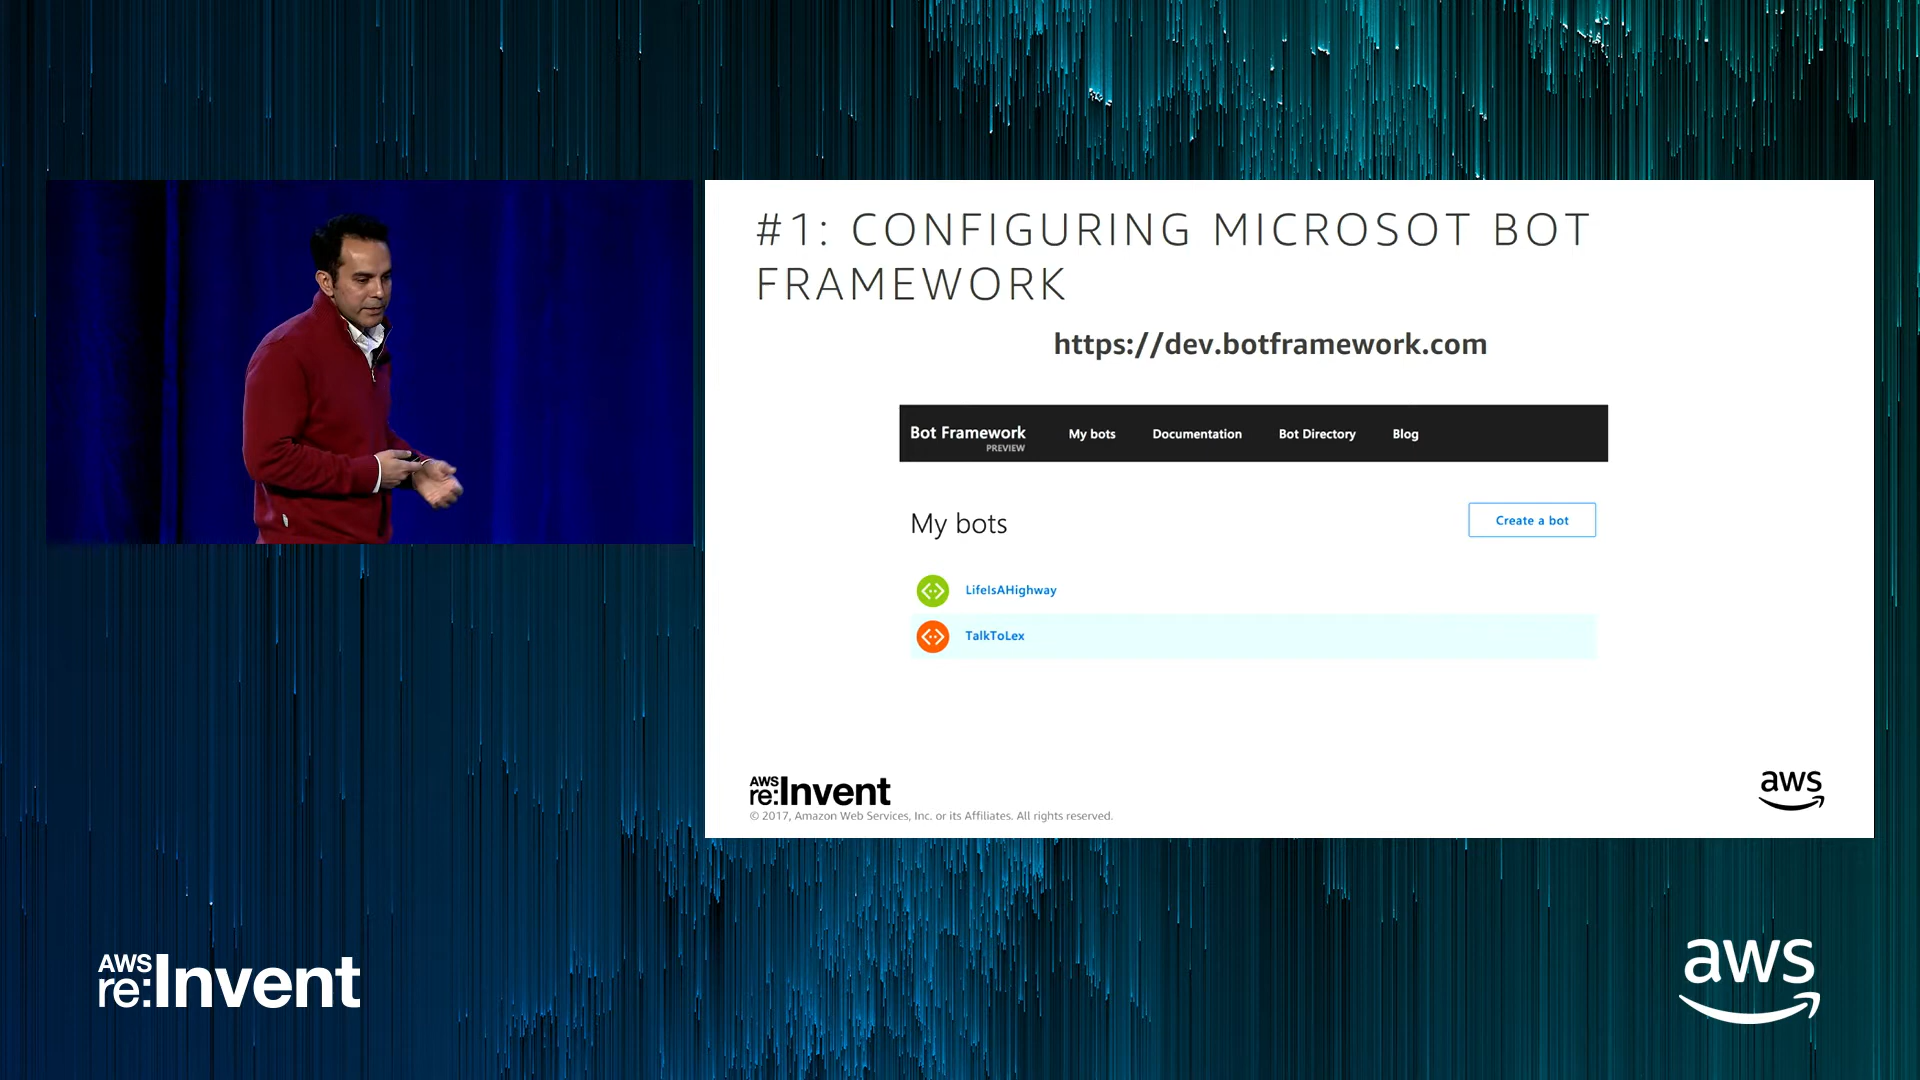 #1: CONFIGURING MICROSOT BOT
FRAMEWORK
https://dev.botframework.com
Bot Framework
PREVIEW
My bots
Documentation
Bot Directory
Blog
My bots
Create a bot
LifeIsAHighway
TalkToLex
AWS
re:Invent
© 2017, Amazon Web Services, Inc. or its Affiliates. All rights reserved.
aws
AWS
re:Invent
aws